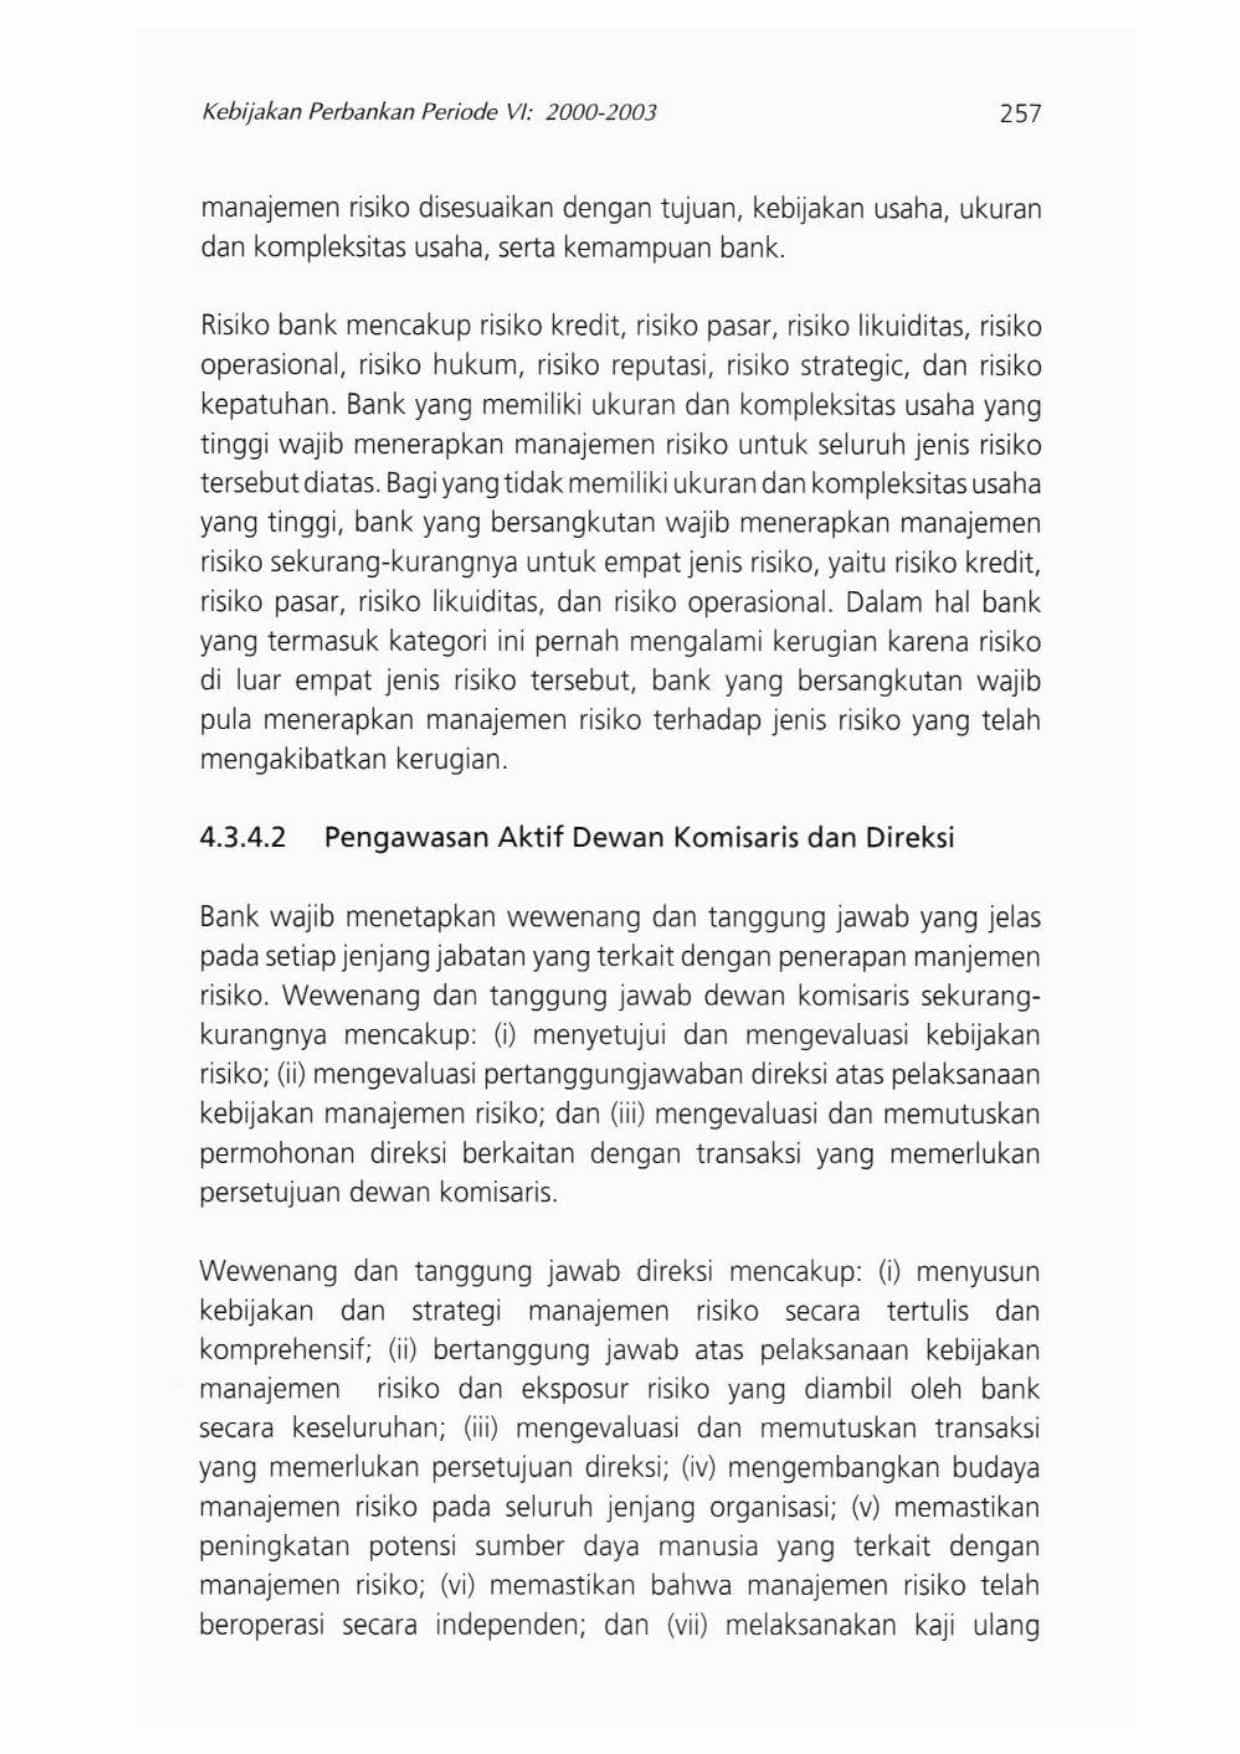 Kebijakan Perbankan Periode VI: 2000-2003 257
manajemen risiko disesuaikan dengan tujuan, kebijakan usaha, ukuran
dan kompleksitas usaha, serta kemampuan bank.
Risiko bank mencakup risiko kredit, risiko pasar, risiko likuiditas, risiko
operasional, risiko hukum, risiko reputasi, risiko strategic, dan risiko
kepatuhan. Bank yang memiliki ukuran dan kompleksitas usaha yang
tinggi wajib menerapkan manajemen risiko untuk seluruh jenis risiko
tersebut diatas. Bagi yang tidak memiliki ukuran dan kompleksitas usaha
yang tinggi, bank yang bersangkutan wajib menerapkan manajemen
risiko sekurang-kurangnya untuk empat jenis risiko, yaitu risiko kredit,
risiko pasar, risiko likuiditas, dan risiko operasional. Dalam hal bank
yang termasuk kategori ini pernah mengalami kerugian karena risiko
di luar empat jenis risiko tersebut, bank yang bersangkutan wajib
pula menerapkan manajemen risiko terhadap jenis risiko yang telah
mengakibatkan kerugian.
4.3.4.2 Pengawasan Aktif Dewan Komisaris dan Direksi
Bank wajib menetapkan wewenang dan tanggung jawab yang jelas
pada setiap jenjang jabatan yang terkait dengan penerapan manjemen
risiko. Wewenang dan tanggung jawab dewan komisaris sekurang-
kurangnya mencakup: (i) menyetujui dan mengevaluasi kebijakan
risiko; (ii) mengevaluasi pertanggungjawaban direksi atas pelaksanaan
kebijakan manajemen risiko; dan (iii) mengevaluasi dan memutuskan
permohonan direksi berkaitan dengan transaksi yang memerlukan
persetujuan dewan komisaris.
Wewenang dan tanggung jawab direksi mencakup: (i) menyusun
kebijakan dan strategi manajemen risiko secara tertulis dan
komprehensif; (ii) bertanggung jawab atas pelaksanaan kebijakan
manajemen risiko dan eksposur risiko yang diambil oleh bank
secara keseluruhan; (iii) mengevaluasi dan memutuskan transaksi
yang memerlukan persetujuan direksi; (iv) mengembangkan budaya
manajemen risiko pada seluruh jenjang organisasi; (v) memastikan
peningkatan potensi sumber daya manusia yang terkait dengan
manajemen risiko; (vi) memastikan bahwa manajemen risiko telah
beroperasi secara independen; dan (vii) melaksanakan kaji ulang